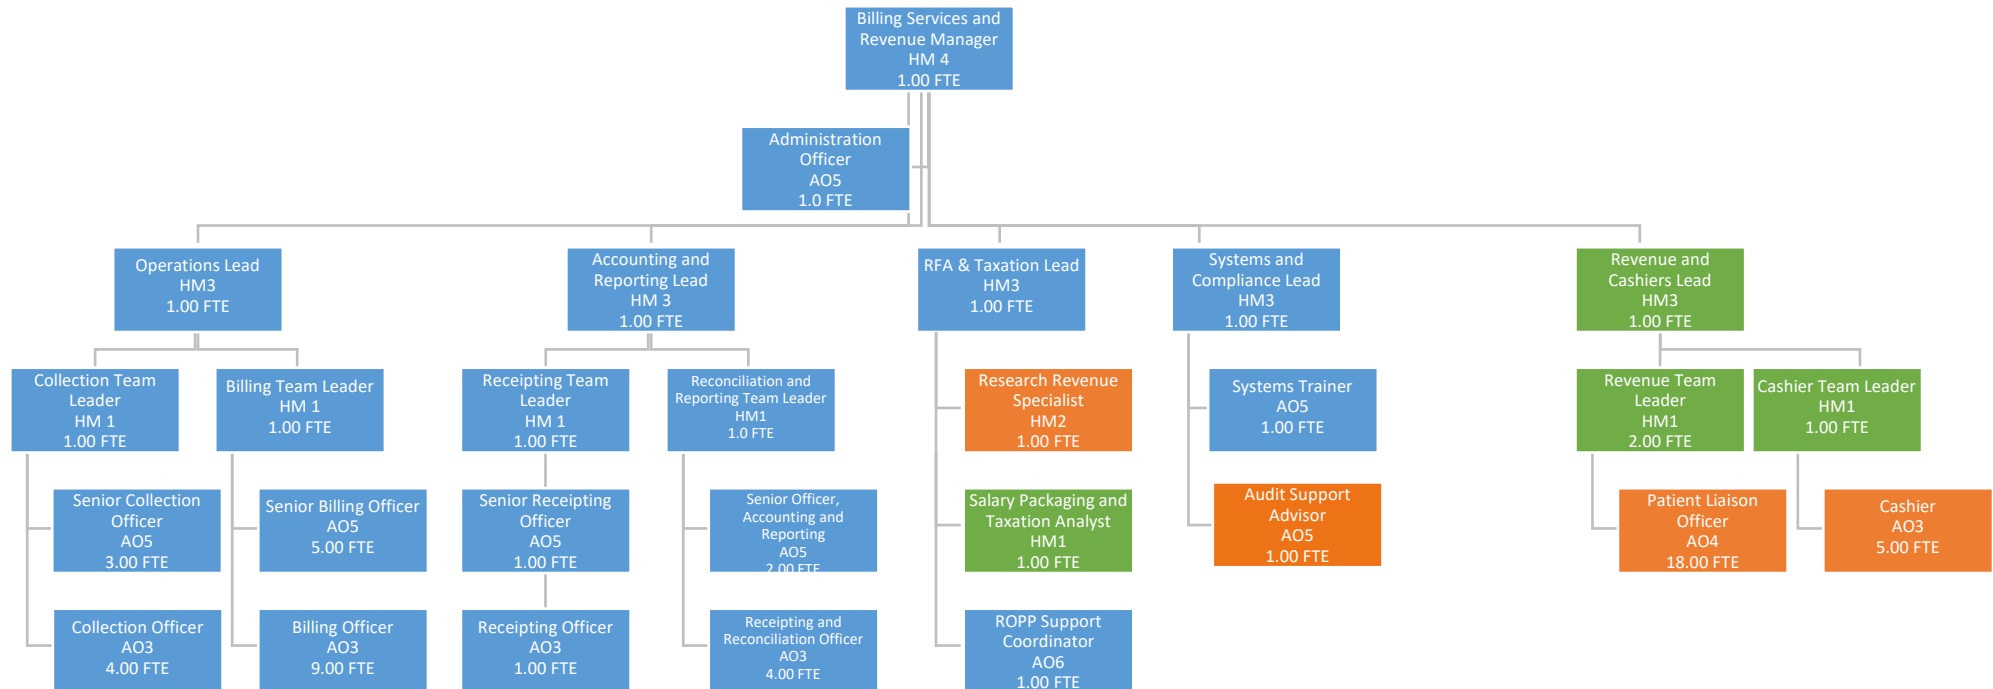 Billing Services and
Revenue Manager
HM 4
1.00 FTE
Administration
Officer
AO5
1.0 FTE
Operations Lead
HM3
1.00 FTE
Accounting and
Reporting Lead
HM 3
1.00 FTE
RFA & Taxation Lead
HM3
1.00 FTE
Systems and
Compliance Lead
HM3
1.00 FTE
Revenue and
Cashiers Lead
HM3
1.00 FTE
Collection Team
Leader
HM 1
1.00 FTE
Billing Team Leader
HM 1
1.00 FTE
Receipting Team
Leader
HM 1
1.00 FTE
Reconciliation and
Reporting Team Leader
HM1
1.0 FTE
Research Revenue
Specialist
HM2
1.00 FTE
Systems Trainer
AO5
1.00 FTE
Revenue Team
Leader
HM1
2.00 FTE
Cashier Team Leader
HM1
1.00 FTE
Senior Collection
Officer
AO5
3.00 FTE
Senior Billing Officer
AO5
5.00 FTE
Senior Receipting
Officer
AO5
1.00 FTE
Senior Officer,
Accounting and
Reporting
AO5
2.00 FTE
Salary Packaging and
Taxation Analyst
HM1
1.00 FTE
Audit Support
Advisor
AO5
1.00 FTE
Patient Liaison
Officer
AO4
18.00 FTE
Cashier
AO3
5.00 FTE
Collection Officer
AO3
4.00 FTE
Billing Officer
AO3
9.00 FTE
Receipting Officer
AO3
1.00 FTE
Receipting and
Reconciliation Officer
AO3
4.00 FTE
ROPP Support
Coordinator
AO6
1.00 FTE